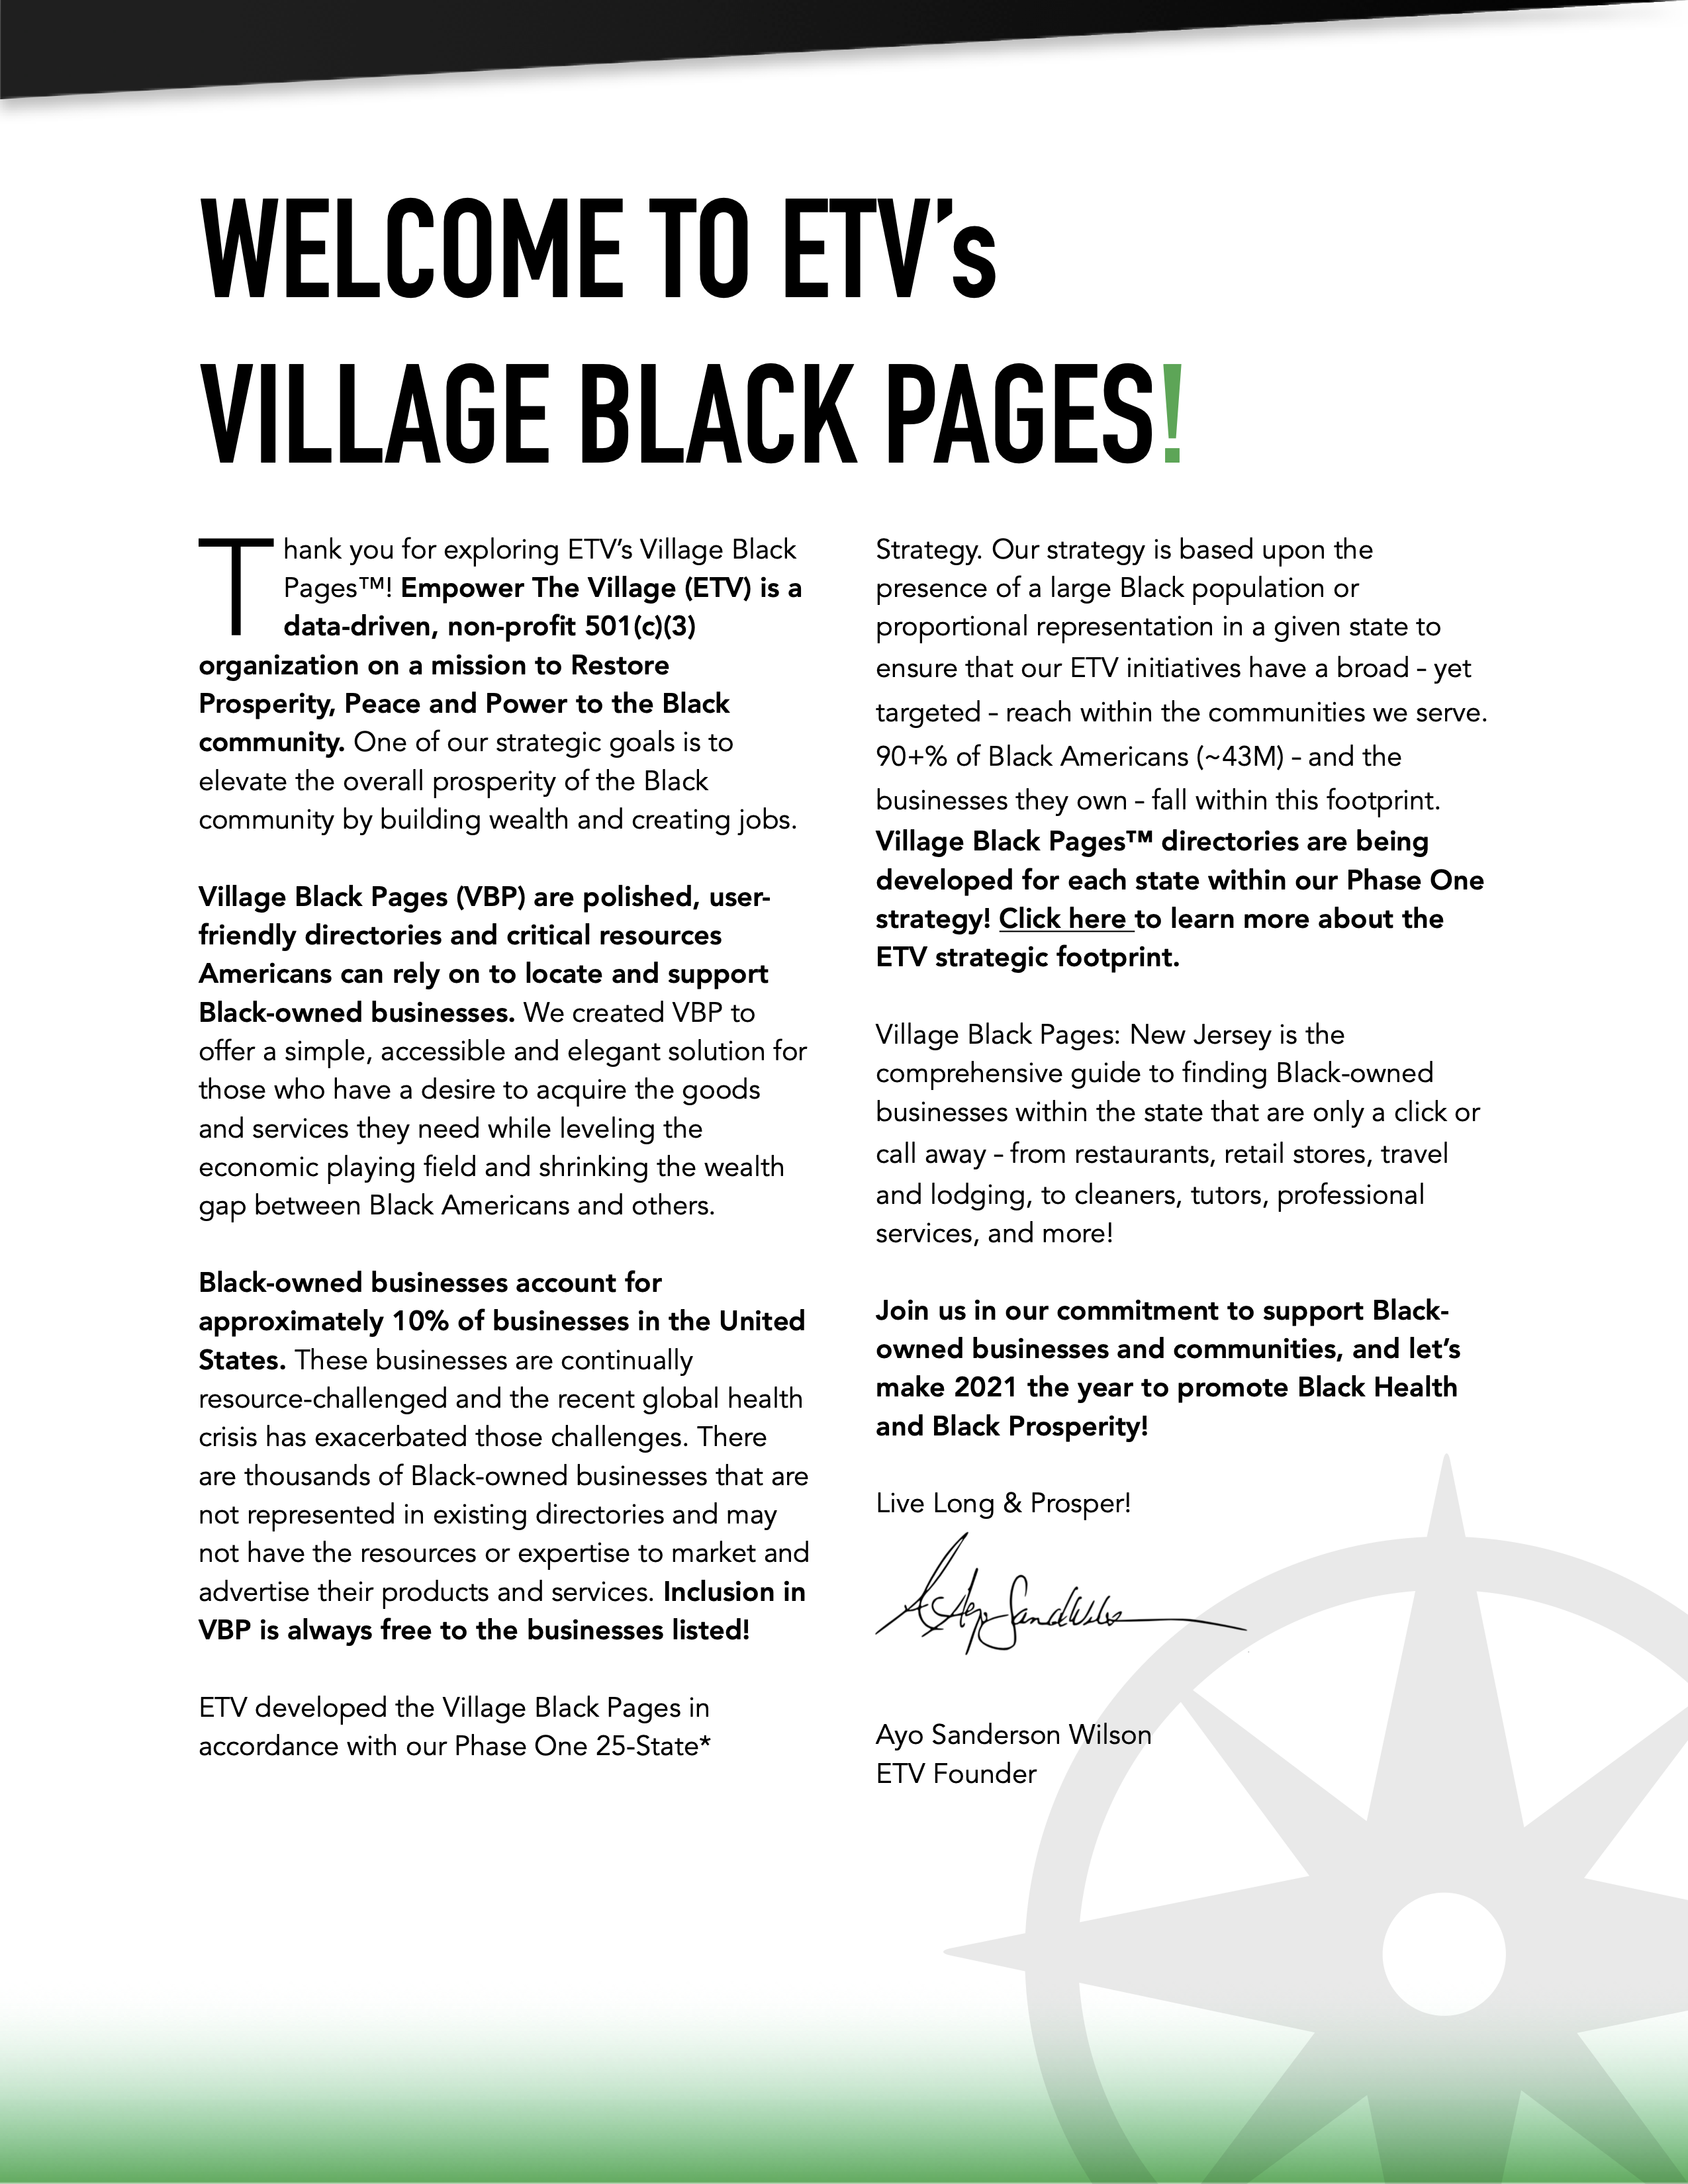 WELCOME TO ETV’s
VILLAGE BLACK PAGES!
Thank you for exploring ETV’s Village Black
Pages™! Empower The Village (ETV) is a
data-driven, non-profit 501(c)(3)
organization on a mission to Restore
Prosperity, Peace and Power to the Black
community. One of our strategic goals is to
elevate the overall prosperity of the Black
community by building wealth and creating jobs.
Village Black Pages (VBP) are polished, user-
friendly directories and critical resources
Americans can rely on to locate and support
Black-owned businesses. We created VBP to
offer a simple, accessible and elegant solution for
those who have a desire to acquire the goods
and services they need while leveling the
economic playing field and shrinking the wealth
gap between Black Americans and others.
Black-owned businesses account for
approximately 10% of businesses in the United
States. These businesses are continually
resource-challenged and the recent global health
crisis has exacerbated those challenges. There
are thousands of Black-owned businesses that are
not represented in existing directories and may
not have the resources or expertise to market and
advertise their products and services. Inclusion in
VBP is always free to the businesses listed!
ETV developed the Village Black Pages in
accordance with our Phase One 25-State*
Strategy. Our strategy is based upon the
presence of a large Black population or
proportional representation in a given state to
ensure that our ETV initiatives have a broad – yet
targeted – reach within the communities we serve.
90+% of Black Americans (~43M) – and the
businesses they own – fall within this footprint.
Village Black Pages™ directories are being
developed for each state within our Phase One
strategy! Click here to learn more about the
ETV strategic footprint.
Village Black Pages: New Jersey is the
comprehensive guide to finding Black-owned
businesses within the state that are only a click or
call away – from restaurants, retail stores, travel
and lodging, to cleaners, tutors, professional
services, and more!
Join us in our commitment to support Black-
owned businesses and communities, and let’s
make 2021 the year to promote Black Health
and Black Prosperity!
Live Long & Prosper!
Ayo Sanderson Wilson
ETV Founder